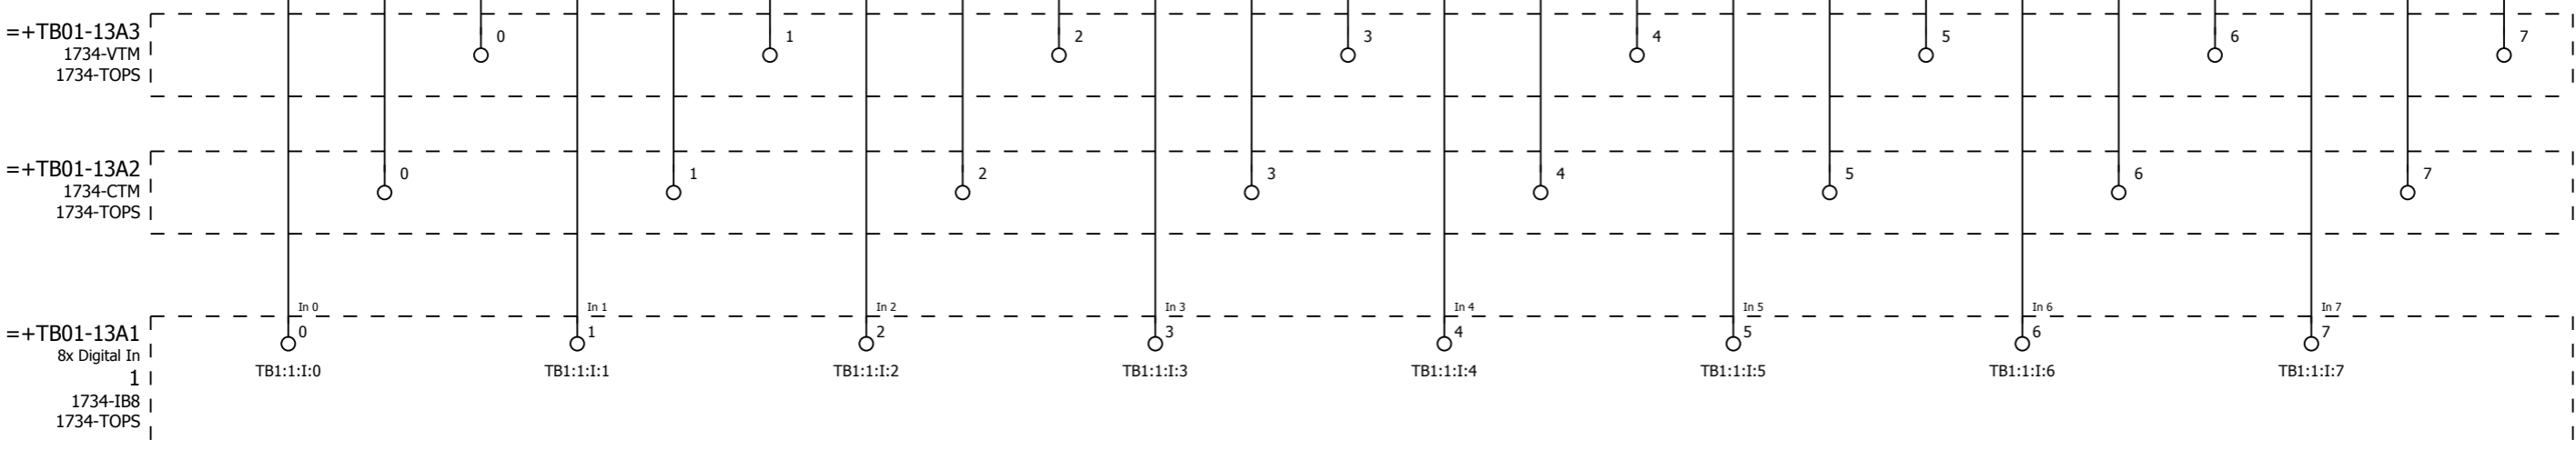 =+TB01-13A3
1734-VTM
1734-TOPS
0 1 2 3 4 5 6 7
=+TB01-13A2
1734-CTM
1734-TOPS
0 1 2 3 4 5 6 7
In 0 In 1 In 2 In 3 In 4 In 5 In 6 In 7
=+TB01-13A1
0 1 2 3 4 5 6 7
8x Digital In
TB1:1:I:0 TB1:1:I:1 TB1:1:I:2 TB1:1:I:3 TB1:1:I:4 TB1:1:I:5 TB1:1:I:6 TB1:1:I:7
1
1734-IB8
1734-TOPS